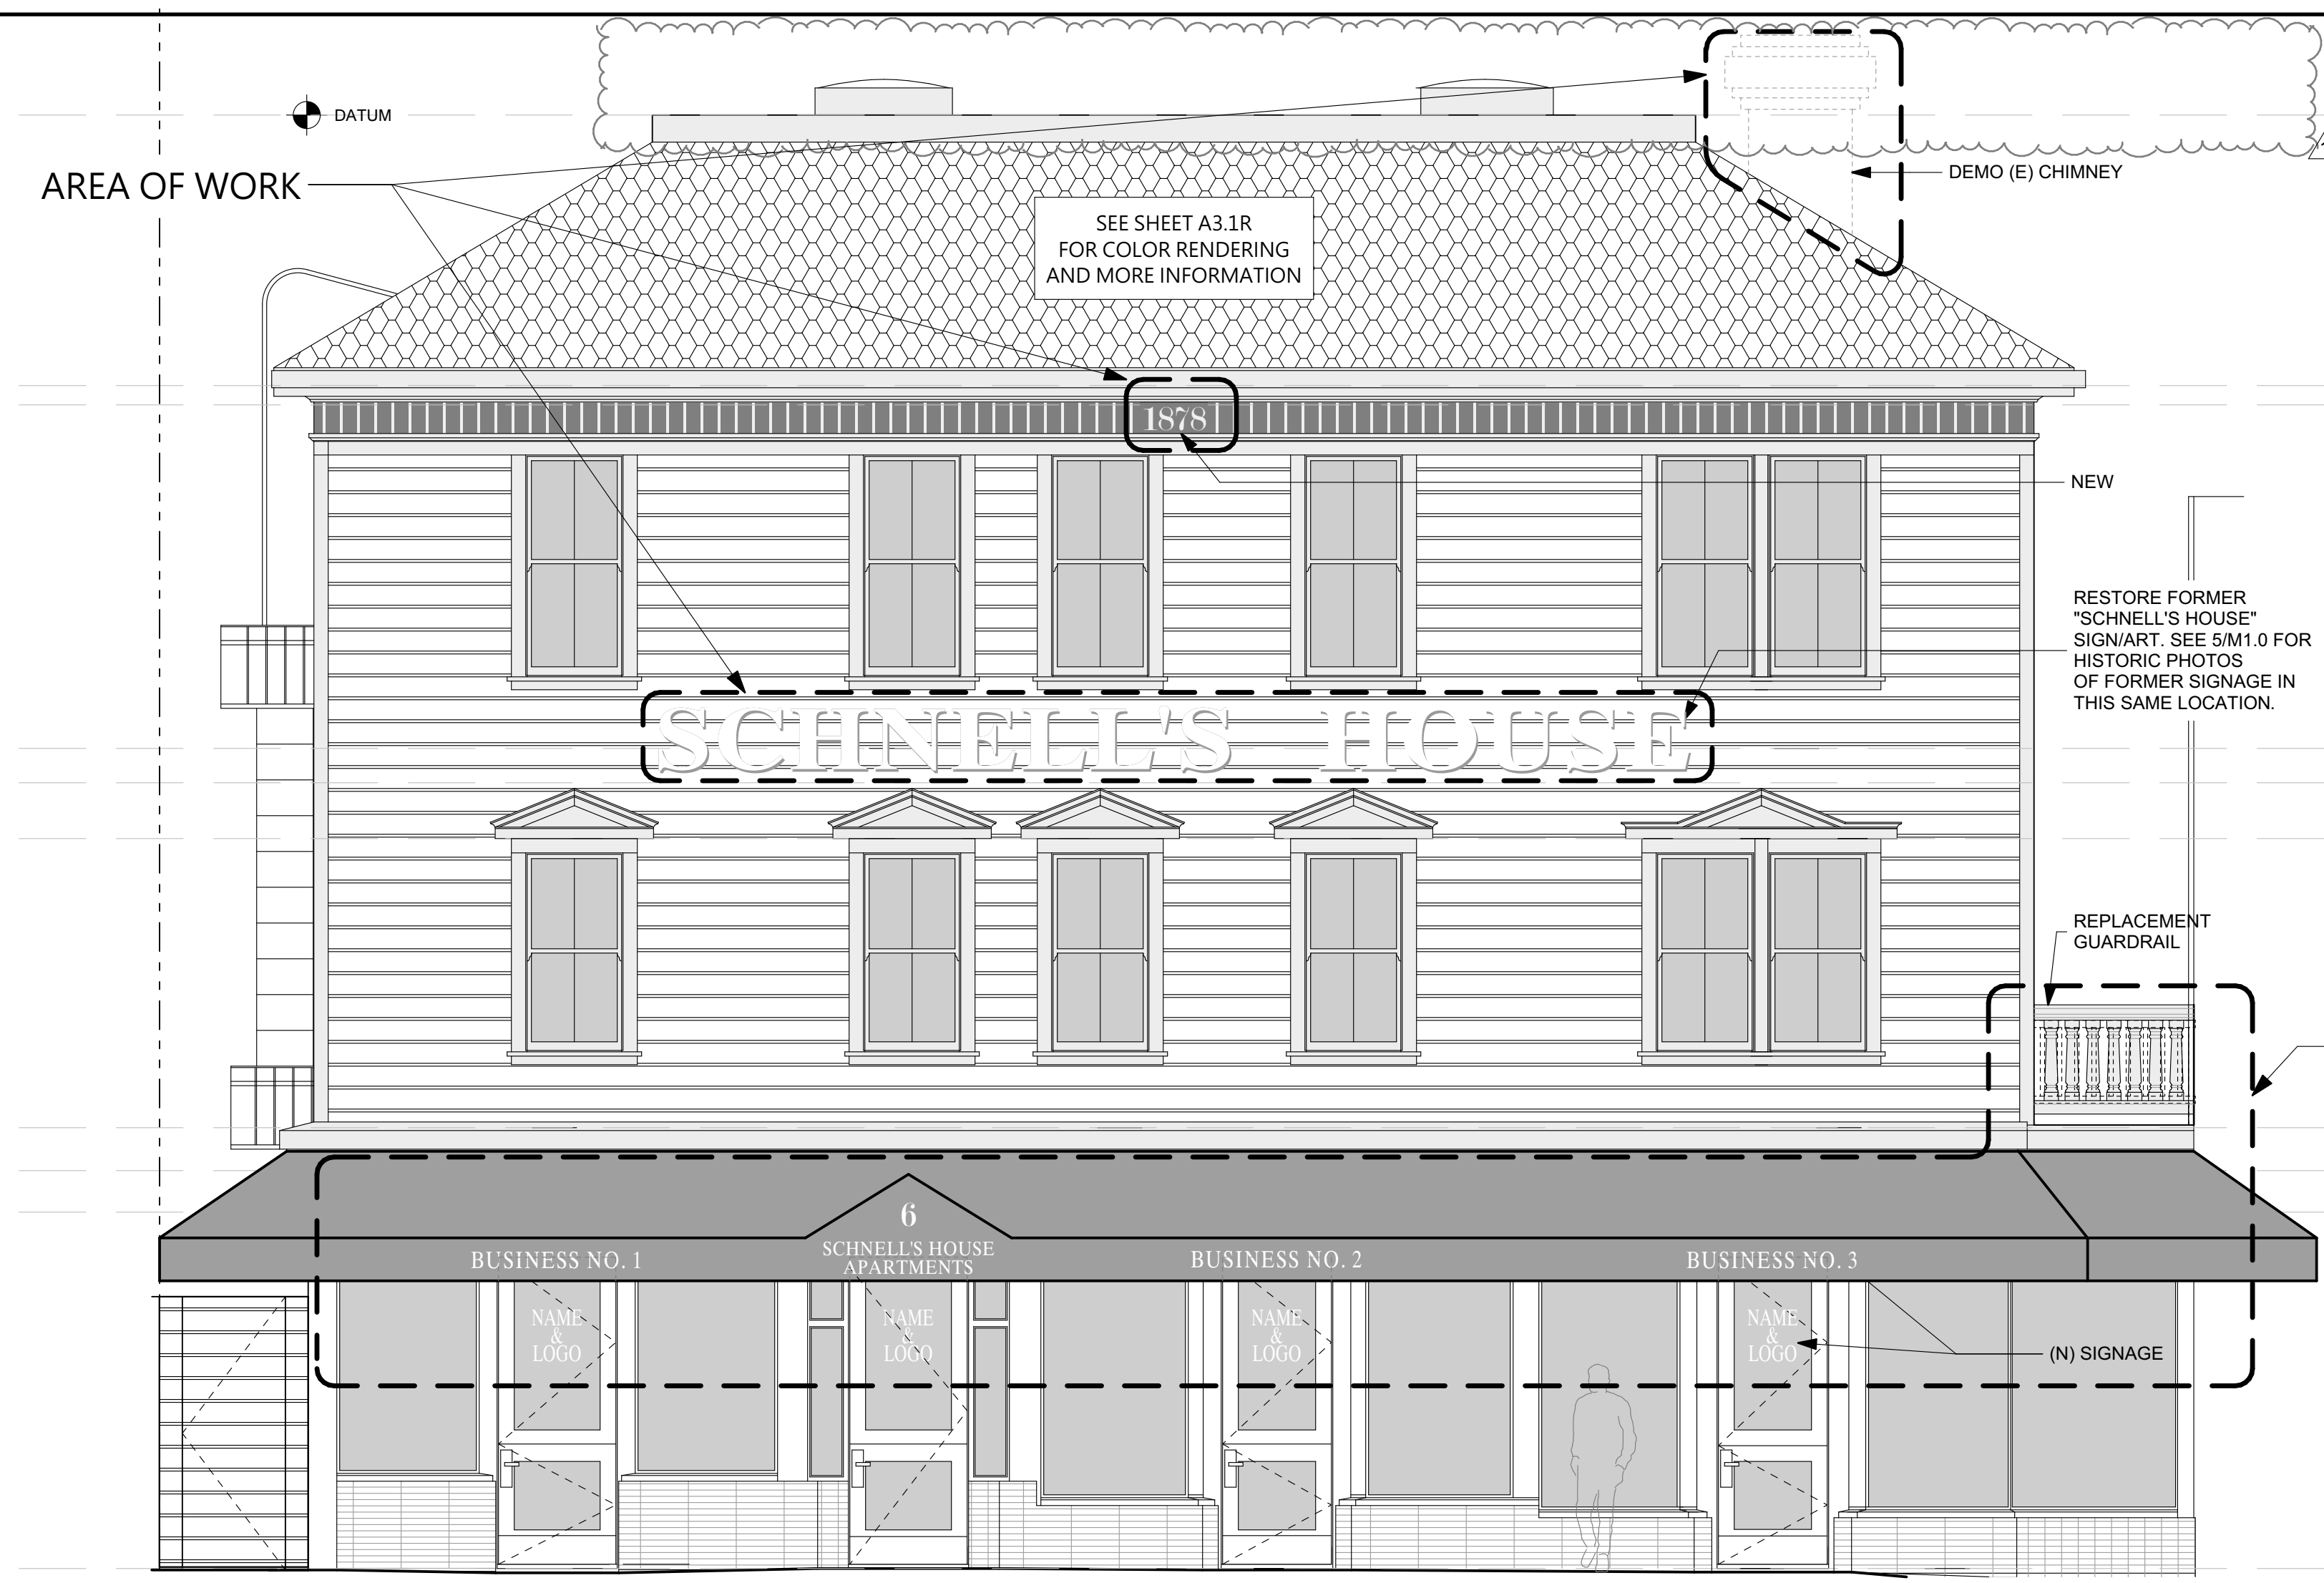 DATUM
AREA OF WORK
DEMO (E) CHIMNEY
SEE SHEET A3.1R
FOR COLOR RENDERING
AND MORE INFORMATION
1878
NEW
RESTORE FORMER
"SCHNELL'S HOUSE"
SIGN/ART. SEE 5/M1.0 FOR
HISTORIC PHOTOS
OF FORMER SIGNAGE IN
THIS SAME LOCATION.
SCHNELL'S HOUSE
REPLACEMENT
GUARDRAIL
6
SCHNELL'S HOUSE
APARTMENTS
BUSINESS NO. 1
BUSINESS NO. 2
BUSINESS NO. 3
NAME
&
LOGO
NAME
&
LOGO
NAME
&
LOGO
NAME
&
LOGO
(N) SIGNAGE